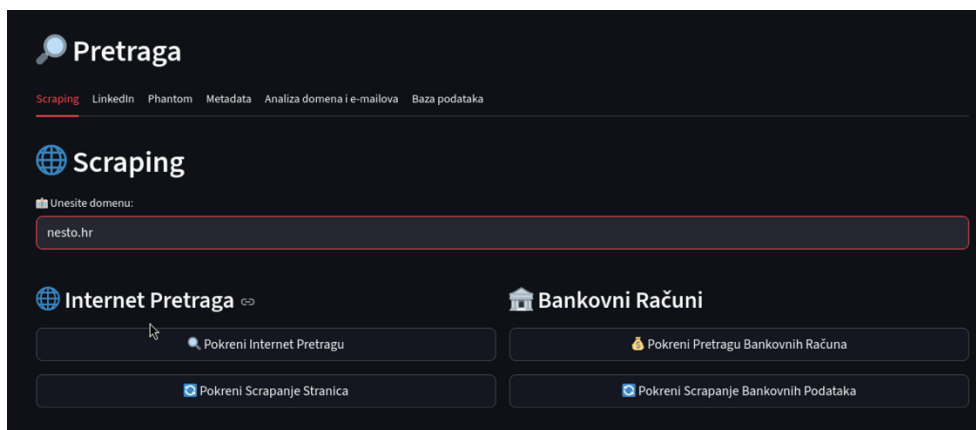 Pretraga
Scraping LinkedIn Phantom Metadata Analiza domena i e-mailova Baza podataka
Scraping
Unesite domenu:
nesto.hr
Internet Pretraga
Pokreni Internet Pretragu
Pokreni Scrapanje Stranica
Bankovni Računi
Pokreni Pretragu Bankovnih Računa
Pokreni Scrapanje Bankovnih Podataka